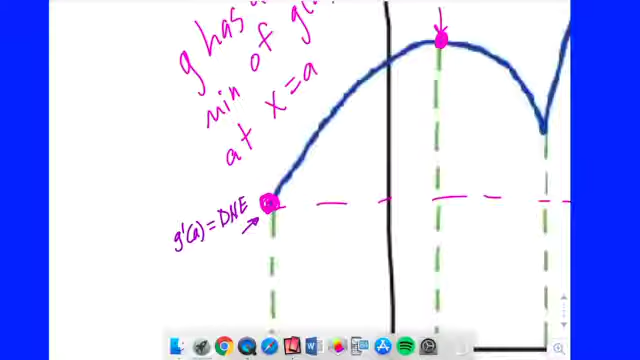 g has a
min of g(
at x=a
g'(a) = DNE